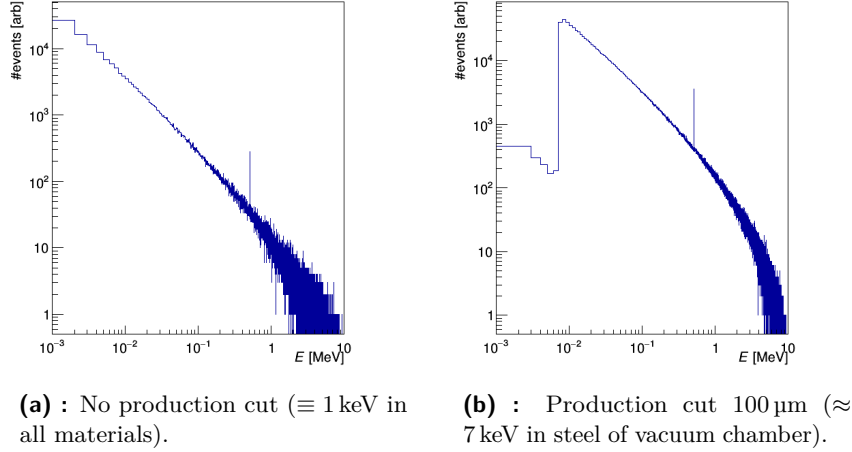 #events [arb]
10⁴
10³
10²
10
1
10⁻³
10⁻²
10⁻¹
1
10
E [MeV]
#events [arb]
10⁴
10³
10²
10
1
10⁻³
10⁻²
10⁻¹
1
10
E [MeV]
(a) : No production cut (≡ 1 keV in
all materials).
(b) : Production cut 100 µm (≈
7 keV in steel of vacuum chamber).